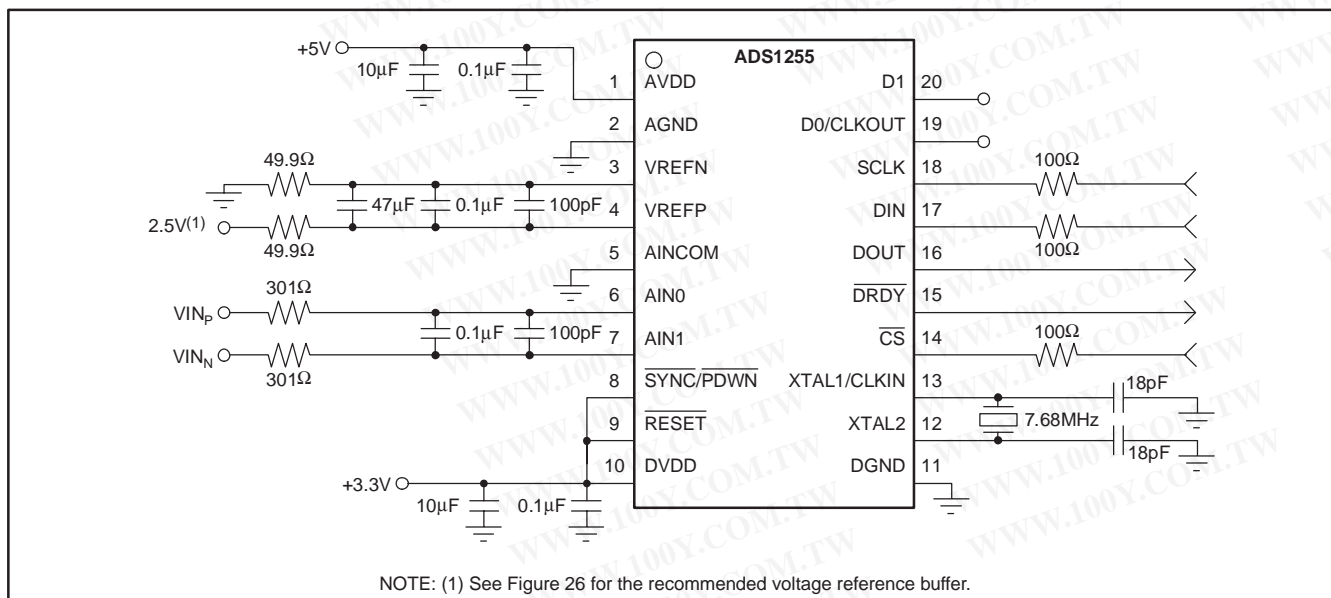 ADS1255
+5V
10μF
0.1μF
1 AVDD
D1 20
2 AGND
D0/CLKOUT 19
49.9Ω
3 VREFN
SCLK 18
100Ω
47μF
0.1μF
100pF
2.5V(1)
4 VREFP
DIN 17
49.9Ω
100Ω
5 AINCOM
DOUT 16
301Ω
6 AIN0
DRDY 15
VINP
0.1μF
100pF
100Ω
7 AIN1
CS 14
VINN
301Ω
8 SYNC/PDWN
XTAL1/CLKIN 13
18pF
9 RESET
XTAL2 12
7.68MHz
18pF
10 DVDD
DGND 11
+3.3V
10μF
0.1μF
NOTE: (1) See Figure 26 for the recommended voltage reference buffer.
WWW.100Y.COM.TW